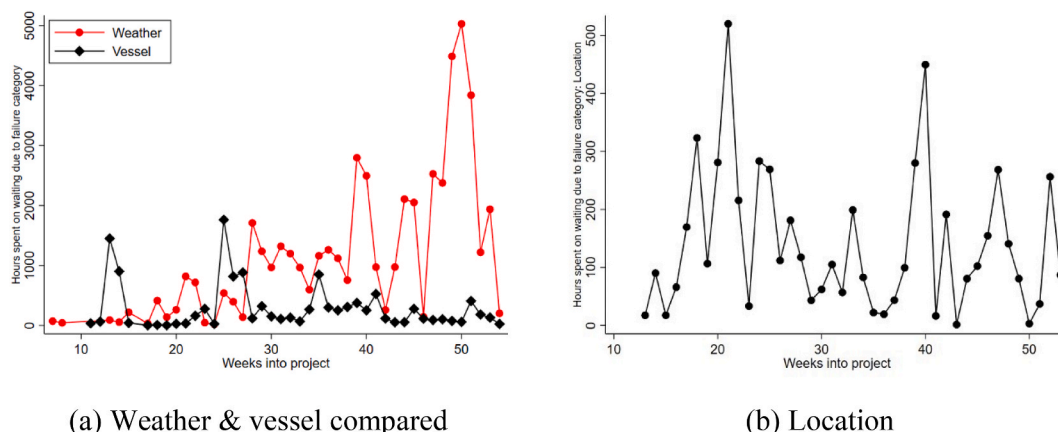 Weather
Vessel
Hours spent on waiting due to failure category
0 1000 2000 3000 4000 5000
10 20 30 40 50
Weeks into project
(a) Weather & vessel compared
Hours spent on waiting due to failure category: Location
0 100 200 300 400 500
10 20 30 40 50
Weeks into project
(b) Location